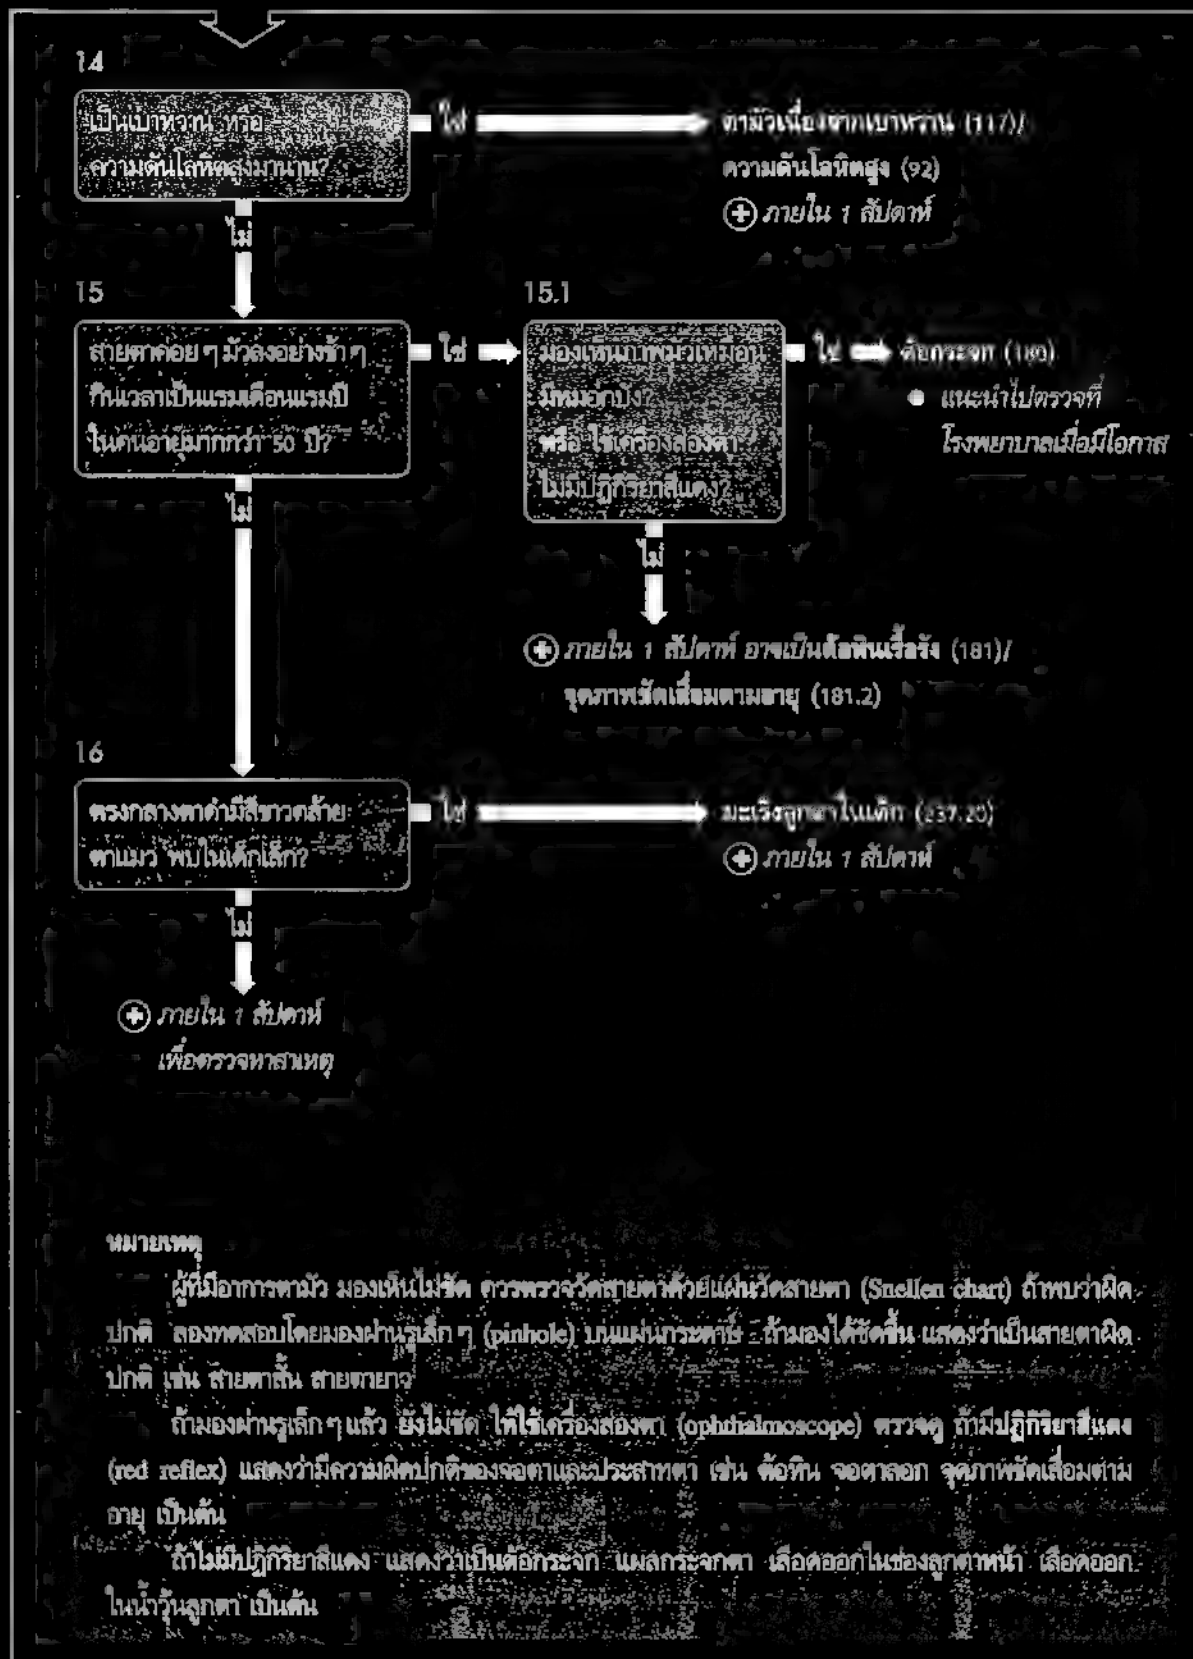 14
เป็นเบาหวาน หรือ
ความดันโลหิตสูงมานาน?
ใช่
ตามัวเนื่องจากเบาหวาน (117)/
ความดันโลหิตสูง (92)
ภายใน 1 สัปดาห์
ไม่
15
สายตาค่อย ๆ มัวลงอย่างช้า ๆ
กินเวลาเป็นแรมเดือนแรมปี
ในคนอายุมากกว่า 50 ปี?
ใช่
15.1
มองเห็นภาพมัวเหมือน
มีหมอกบัง?
หรือ ใช้เครื่องส่องตา
ไม่มีปฏิกิริยาสีแดง?
ใช่
ต้อกระจก (180)
แนะนำไปตรวจที่
โรงพยาบาลเมื่อมีโอกาส
ไม่
ไม่
ภายใน 1 สัปดาห์ อาจเป็นต้อหินเรื้อรัง (181)/
จุดภาพชัดเสื่อมตามอายุ (181.2)
16
ตรงกลางตาดำมีสีขาวคล้าย
ตาแมว พบในเด็กเล็ก?
ใช่
มะเร็งลูกตาในเด็ก (237.20)
ภายใน 1 สัปดาห์
ไม่
ภายใน 1 สัปดาห์
เพื่อตรวจหาสาเหตุ
หมายเหตุ
ผู้ที่มีอาการตามัว มองเห็นไม่ชัด ควรตรวจวัดสายตาด้วยแผ่นวัดสายตา (Snellen chart) ถ้าพบว่าผิด
ปกติ ลองทดสอบโดยมองผ่านรูเล็ก ๆ (pinhole) บนแผ่นกระดาษ ถ้ามองได้ชัดขึ้น แสดงว่าเป็นสายตาผิด
ปกติ เช่น สายตาสั้น สายตายาว
ถ้ามองผ่านรูเล็ก ๆ แล้ว ยังไม่ชัด ให้ใช้เครื่องส่องตา (ophthalmoscope) ตรวจดู ถ้ามีปฏิกิริยาสีแดง
(red reflex) แสดงว่ามีความผิดปกติของจอตาและประสาทตา เช่น ต้อหิน จอตาลอก จุดภาพชัดเสื่อมตาม
อายุ เป็นต้น
ถ้าไม่มีปฏิกิริยาสีแดง แสดงว่าเป็นต้อกระจก แผลกระจกตา เลือดออกในช่องลูกตาหน้า เลือดออก
ในน้ำวุ้นลูกตา เป็นต้น